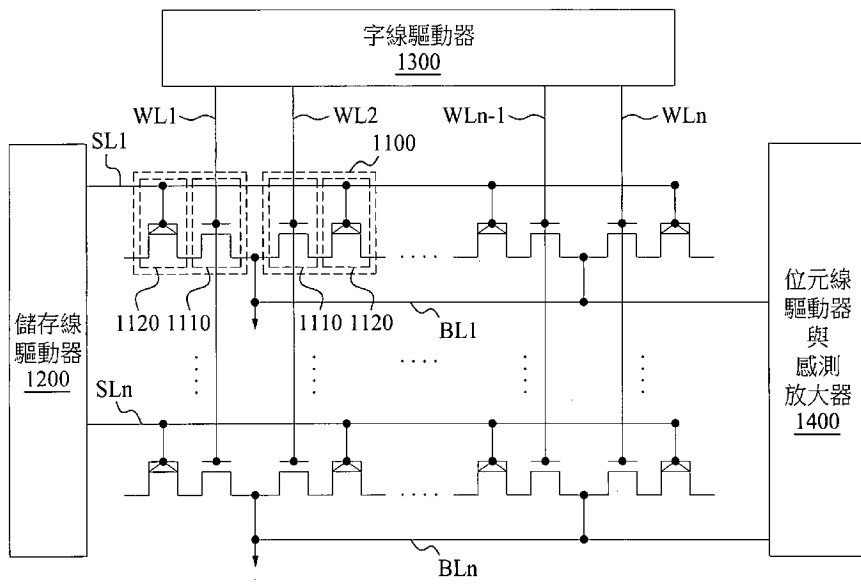 字線驅動器
1300
WL1
WL2
WLn-1
WLn
SL1
1100
1120
1110
1110
1120
BL1
儲存線
驅動器
1200
位元線
驅動器
與
感測
放大器
1400
SLn
BLn